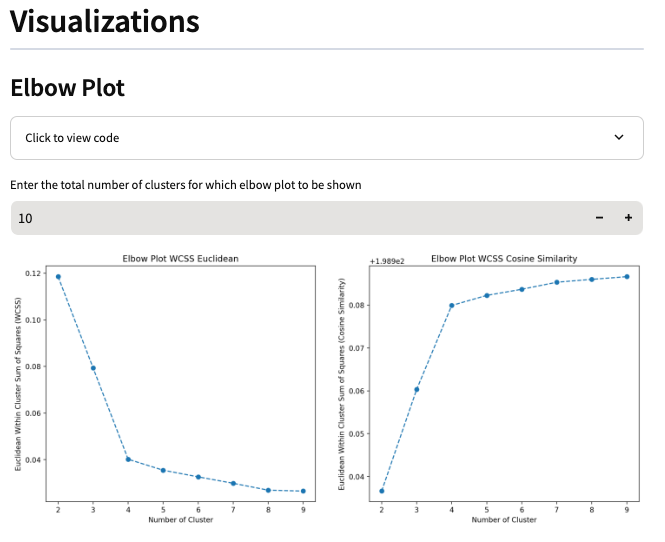 Visualizations
Elbow Plot
Click to view code
Enter the total number of clusters for which elbow plot to be shown
10
Elbow Plot WCSS Euclidean
Euclidean Within Cluster Sum of Squares (WCSS)
0.12
0.10
0.08
0.06
0.04
2 3 4 5 6 7 8 9
Number of Cluster
+1.989e2
Elbow Plot WCSS Cosine Similarity
Euclidean Within Cluster Sum of Squares (Cosine Similarity)
0.08
0.07
0.06
0.05
0.04
2 3 4 5 6 7 8 9
Number of Cluster